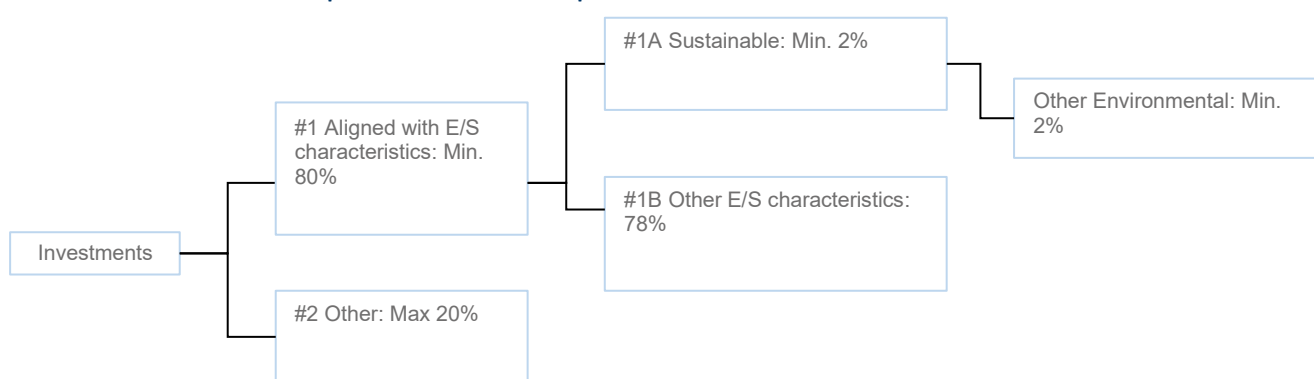 #1A Sustainable: Min. 2%
Other Environmental: Min.
2%
#1 Aligned with E/S
characteristics: Min.
80%
#1B Other E/S characteristics:
78%
Investments
#2 Other: Max 20%